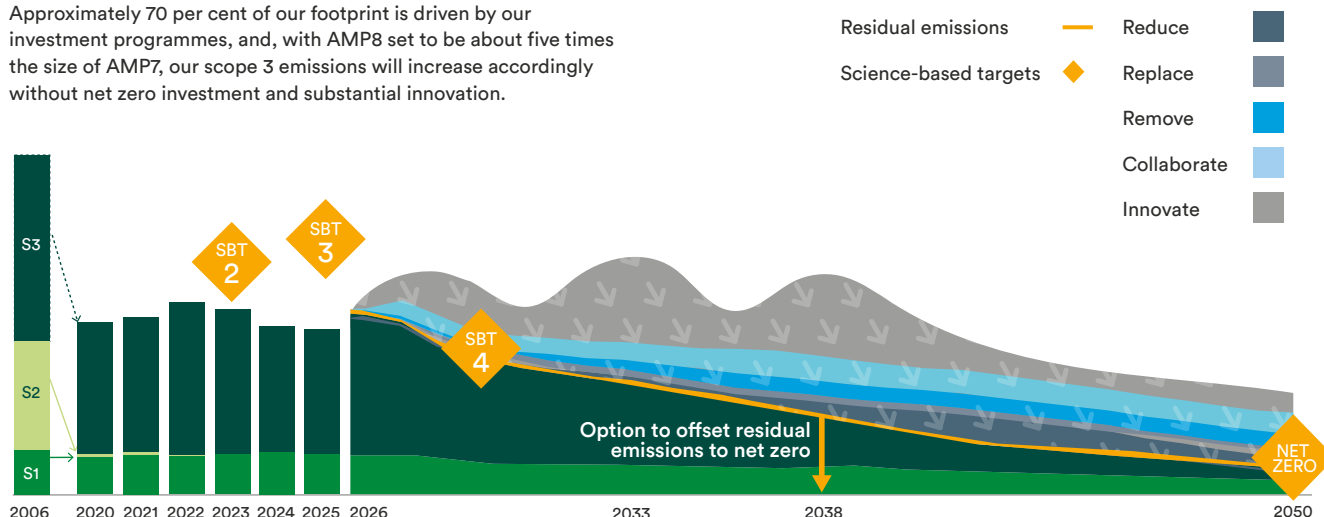 Approximately 70 per cent of our footprint is driven by our
investment programmes, and, with AMP8 set to be about five times
the size of AMP7, our scope 3 emissions will increase accordingly
without net zero investment and substantial innovation.
Residual emissions
Science-based targets
Reduce
Replace
Remove
Collaborate
Innovate
S3
S2
S1
SBT
2
SBT
3
SBT
4
Option to offset residual
emissions to net zero
NET
ZERO
2006 2020 2021 2022 2023 2024 2025 2026 2033 2038 2050